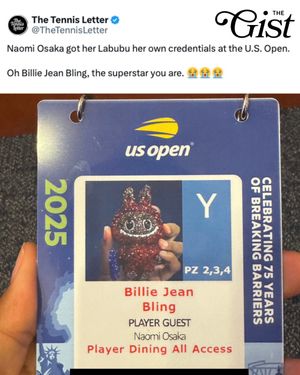 The Tennis Letter
@TheTennisLetter
THE
Gist
Naomi Osaka got her Labubu her own credentials at the U.S. Open.
Oh Billie Jean Bling, the superstar you are. 😭😭😭
us open
2025
Y
PZ 2,3,4
CELEBRATING 75 YEARS
OF BREAKING BARRIERS
Billie Jean
Bling
PLAYER GUEST
Naomi Osaka
Player Dining All Access